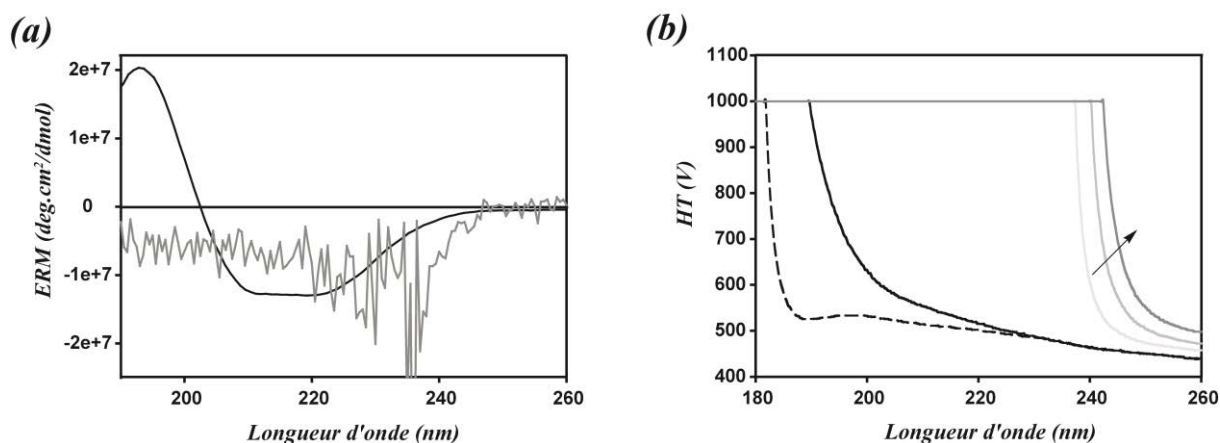 (a)
(b)
2e+7
1e+7
0
-1e+7
-2e+7
ERM (deg.cm²/dmol)
200
220
240
260
Longueur d'onde (nm)
1000
900
800
700
600
500
400
HT (V)
180
200
220
240
260
Longueur d'onde (nm)